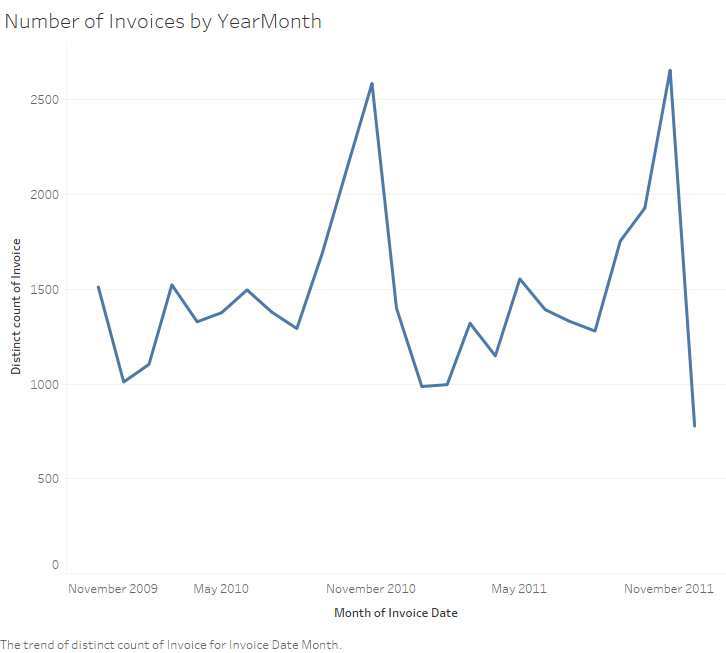 Number of Invoices by YearMonth
2500
2000
1500
1000
500
0
Distinct count of Invoice
November 2009
May 2010
November 2010
May 2011
November 2011
Month of Invoice Date
The trend of distinct count of Invoice for Invoice Date Month.